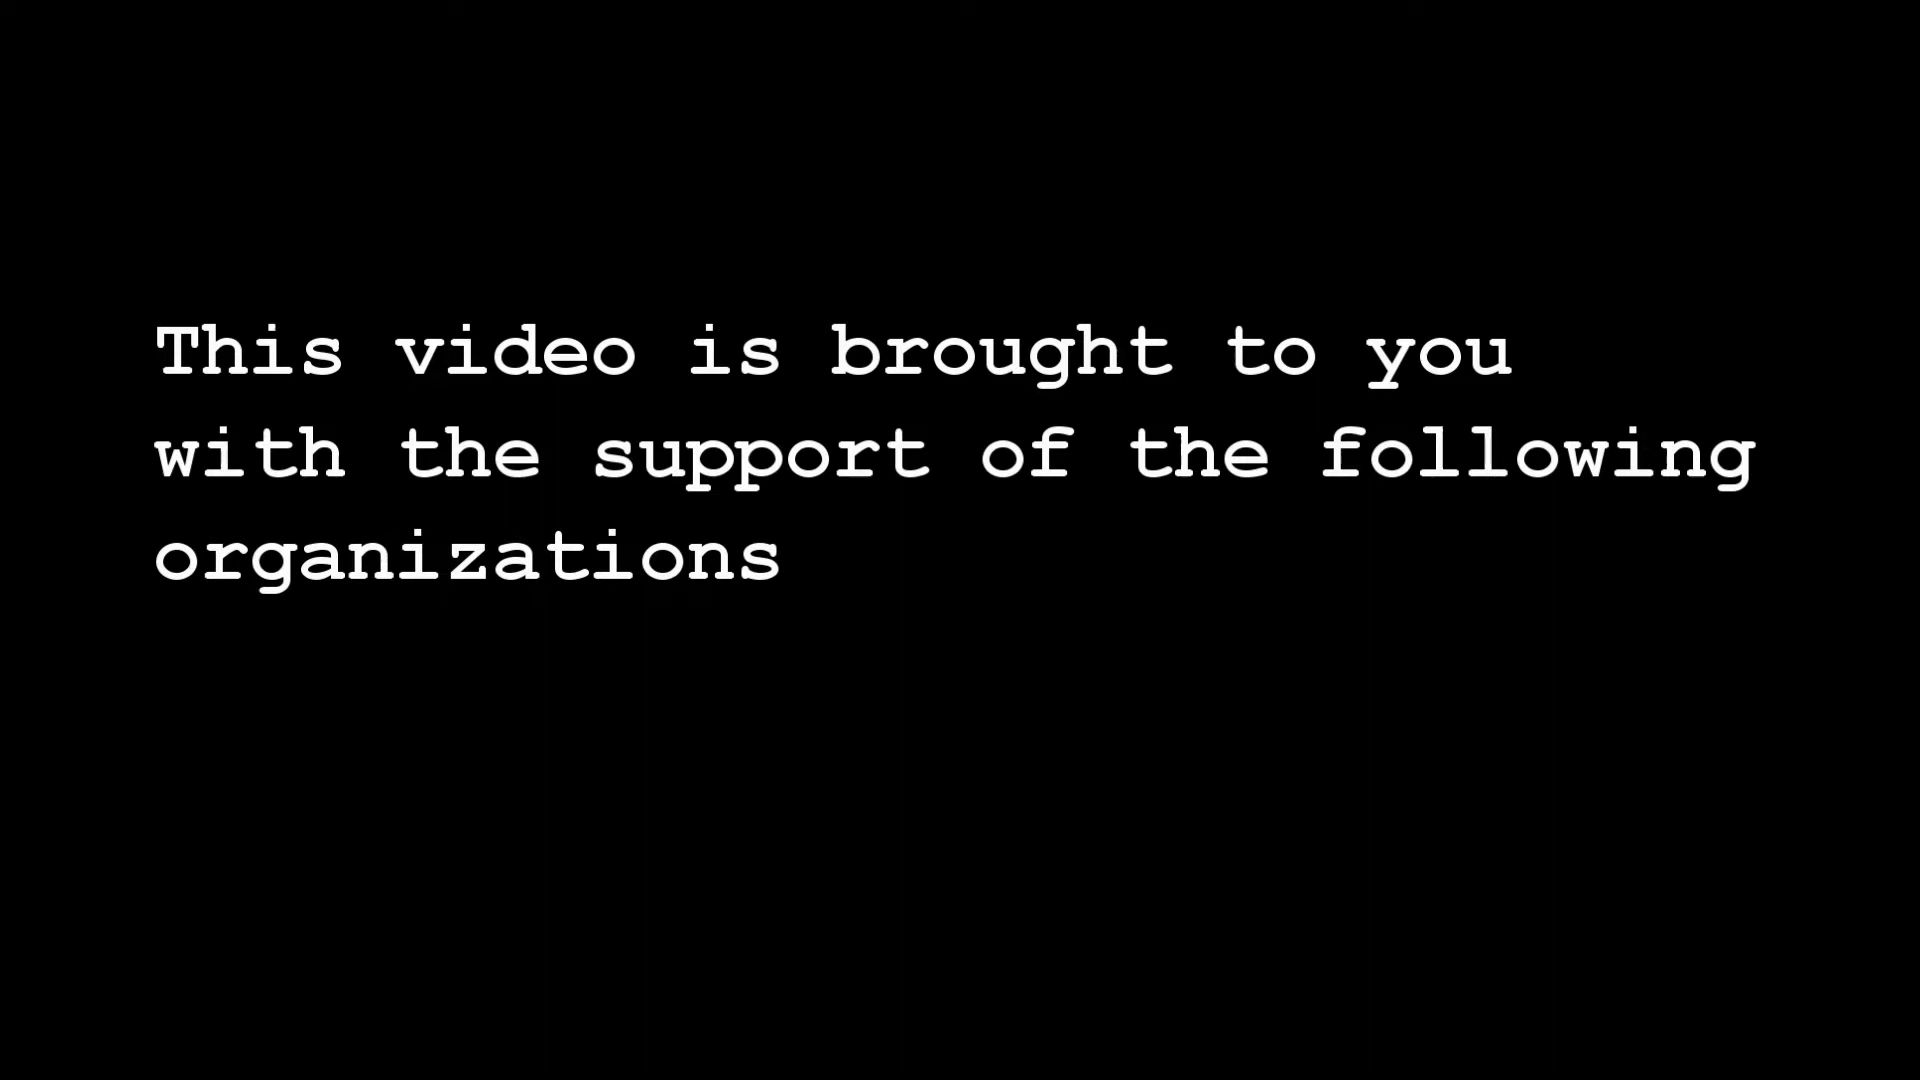 This video is brought to you
with the support of the following
organizations